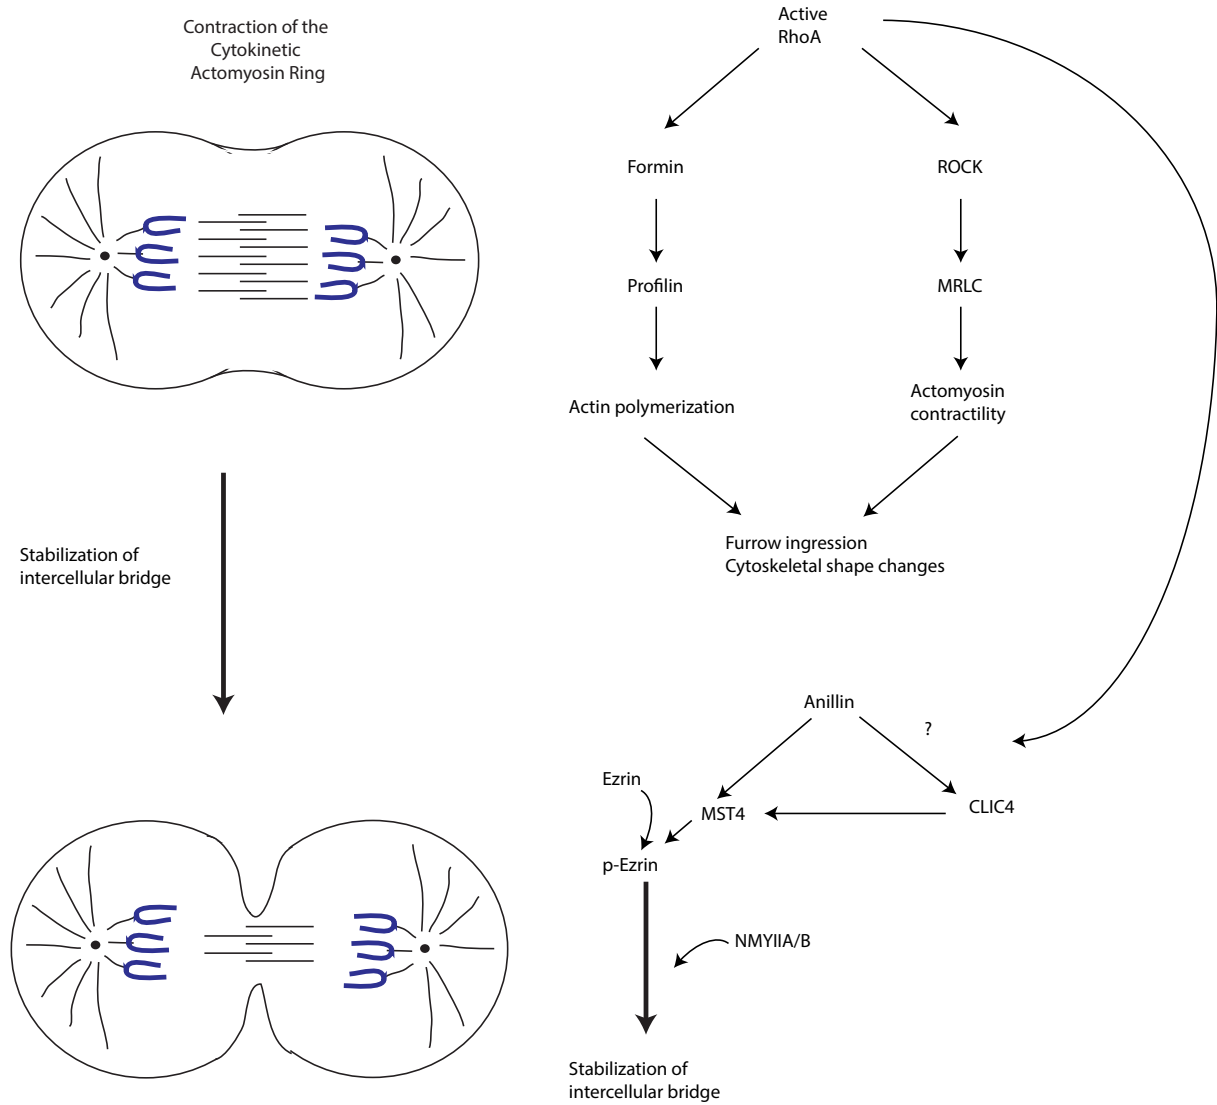 Contraction of the
Cytokinetic
Actomyosin Ring
Active
RhoA
Formin
ROCK
Profilin
MRLC
Actin polymerization
Actomyosin
contractility
Furrow ingression
Cytoskeletal shape changes
Stabilization of
intercellular bridge
Anillin
?
Ezrin
MST4
CLIC4
p-Ezrin
NMYIIA/B
Stabilization of
intercellular bridge